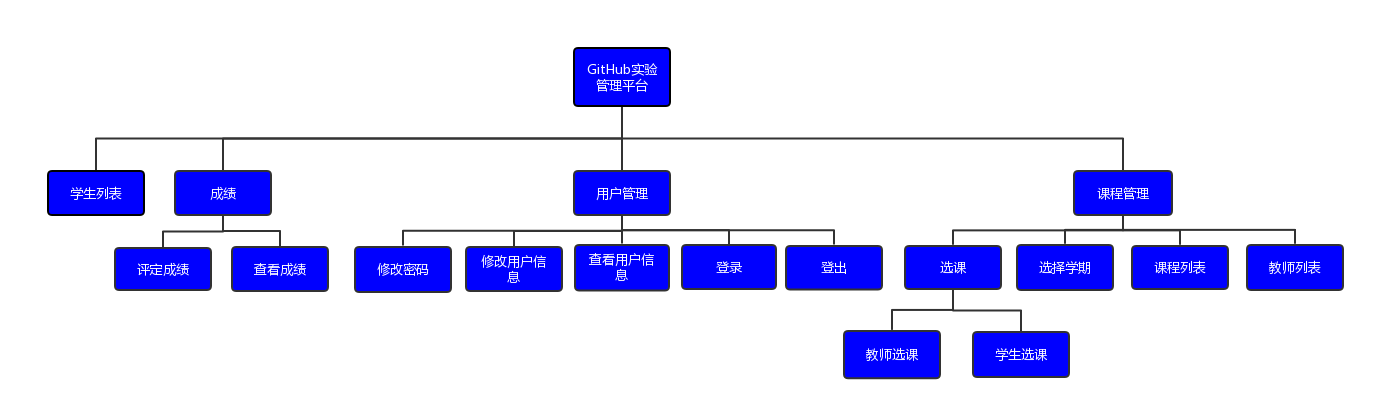 GitHub实验
管理平台
学生列表
成绩
用户管理
课程管理
评定成绩
查看成绩
修改密码
修改用户信
息
查看用户信
息
登录
登出
选课
选择学期
课程列表
教师列表
教师选课
学生选课